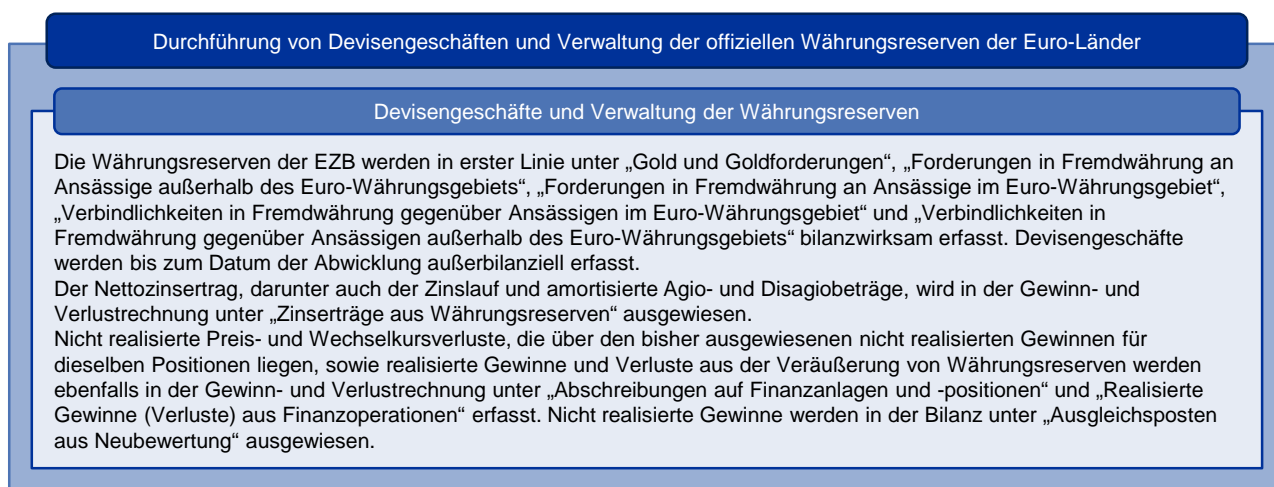 Durchführung von Devisengeschäften und Verwaltung der offiziellen Währungsreserven der Euro-Länder
Devisengeschäfte und Verwaltung der Währungsreserven
Die Währungsreserven der EZB werden in erster Linie unter „Gold und Goldforderungen“, „Forderungen in Fremdwährung an
Ansässige außerhalb des Euro-Währungsgebiets“, „Forderungen in Fremdwährung an Ansässige im Euro-Währungsgebiet“,
„Verbindlichkeiten in Fremdwährung gegenüber Ansässigen im Euro-Währungsgebiet“ und „Verbindlichkeiten in
Fremdwährung gegenüber Ansässigen außerhalb des Euro-Währungsgebiets“ bilanzwirksam erfasst. Devisengeschäfte
werden bis zum Datum der Abwicklung außerbilanziell erfasst.
Der Nettozinsertrag, darunter auch der Zinslauf und amortisierte Agio- und Disagiobeträge, wird in der Gewinn- und
Verlustrechnung unter „Zinserträge aus Währungsreserven“ ausgewiesen.
Nicht realisierte Preis- und Wechselkursverluste, die über den bisher ausgewiesenen nicht realisierten Gewinnen für
dieselben Positionen liegen, sowie realisierte Gewinne und Verluste aus der Veräußerung von Währungsreserven werden
ebenfalls in der Gewinn- und Verlustrechnung unter „Abschreibungen auf Finanzanlagen und -positionen“ und „Realisierte
Gewinne (Verluste) aus Finanzoperationen“ erfasst. Nicht realisierte Gewinne werden in der Bilanz unter „Ausgleichsposten
aus Neubewertung“ ausgewiesen.